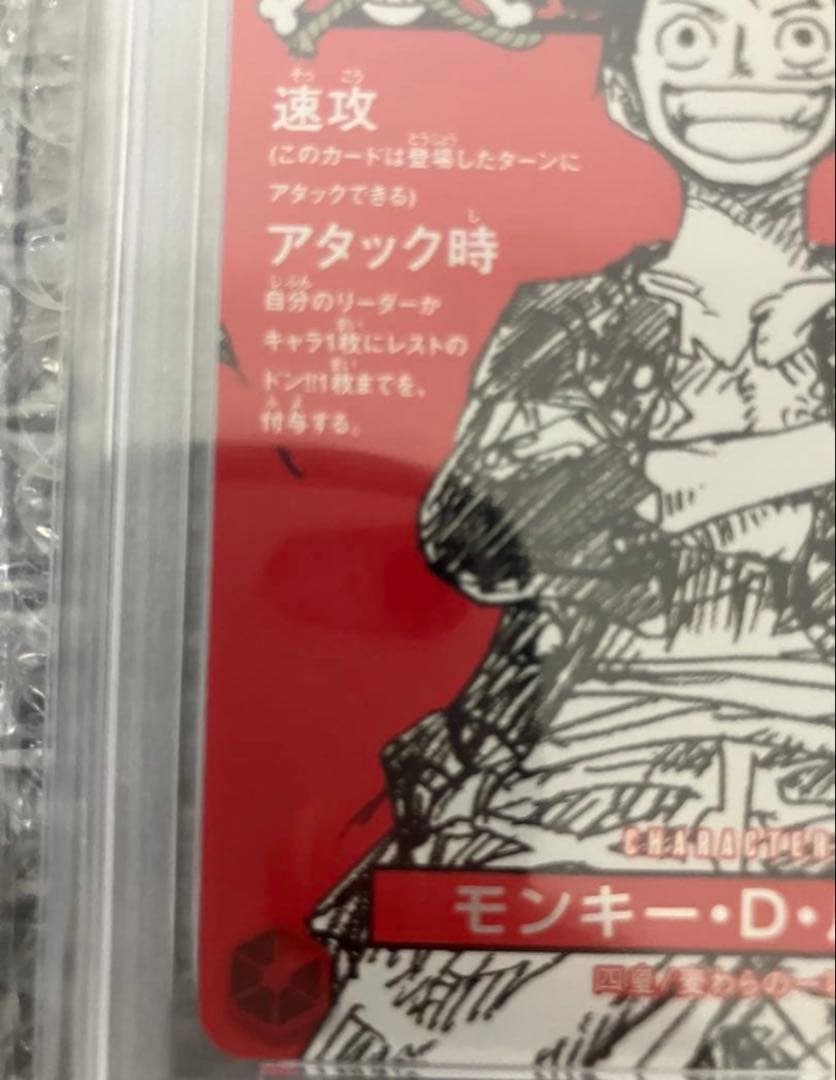 速攻
(このカードは登場したターンに
アタックできる)
アタック時
自分のリーダーか
キャラ1枚にレストの
ドン!!1枚までを、
付与する。
CHARACTER
モンキー・D・
四皇/麦わらの一